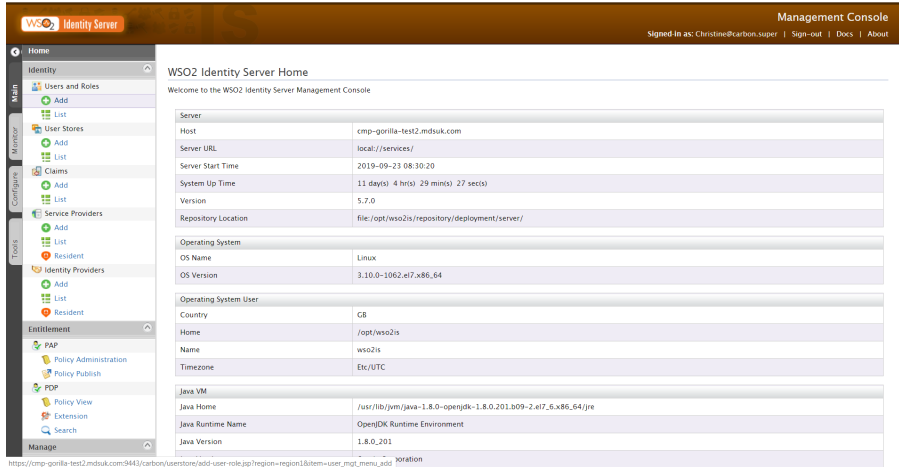 WSO2 Identity Server
Management Console
Signed-in as: Christine@carbon.super | Sign-out | Docs | About
Home
Main
Monitor
Configure
Tools
Identity
Users and Roles
Add
List
User Stores
Add
List
Claims
Add
List
Service Providers
Add
List
Resident
Identity Providers
Add
List
Resident
Entitlement
PAP
Policy Administration
Policy Publish
PDP
Policy View
Extension
Search
Manage
WSO2 Identity Server Home
Welcome to the WSO2 Identity Server Management Console
Server
Host cmp-gorilla-test2.mdsuk.com
Server URL local://services/
Server Start Time 2019-09-23 08:30:20
System Up Time 11 day(s) 4 hr(s) 29 min(s) 27 sec(s)
Version 5.7.0
Repository Location file:/opt/wso2is/repository/deployment/server/
Operating System
OS Name Linux
OS Version 3.10.0-1062.el7.x86_64
Operating System User
Country GB
Home /opt/wso2is
Name wso2is
Timezone Etc/UTC
Java VM
Java Home /usr/lib/jvm/java-1.8.0-openjdk-1.8.0.201.b09-2.el7_6.x86_64/jre
Java Runtime Name OpenJDK Runtime Environment
Java Version 1.8.0_201
https://cmp-gorilla-test2.mdsuk.com:9443/carbon/userstore/add-user-role.jsp?region=region1&item=user_mgt_menu_add